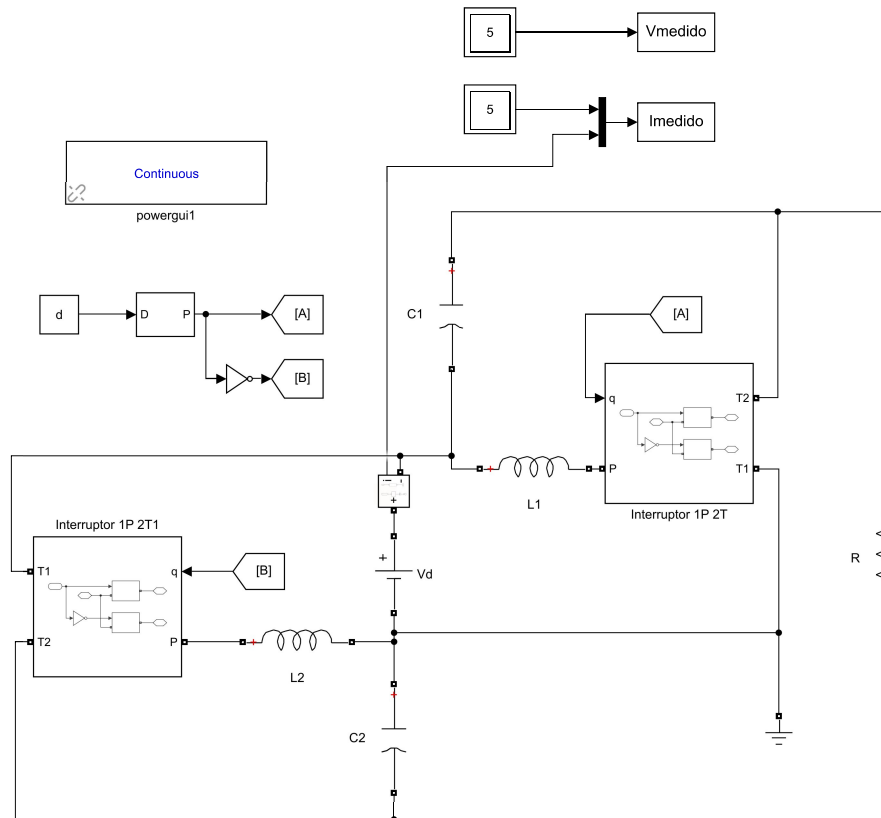 5
Vmedido
5
Imedido
Continuous
powergui1
d
D
P
[A]
[B]
C1
+
[A]
q
T2
P
T1
L1
Interruptor 1P 2T
i
-
+
Interruptor 1P 2T1
T1
q
[B]
T2
P
+
Vd
L2
R
C2